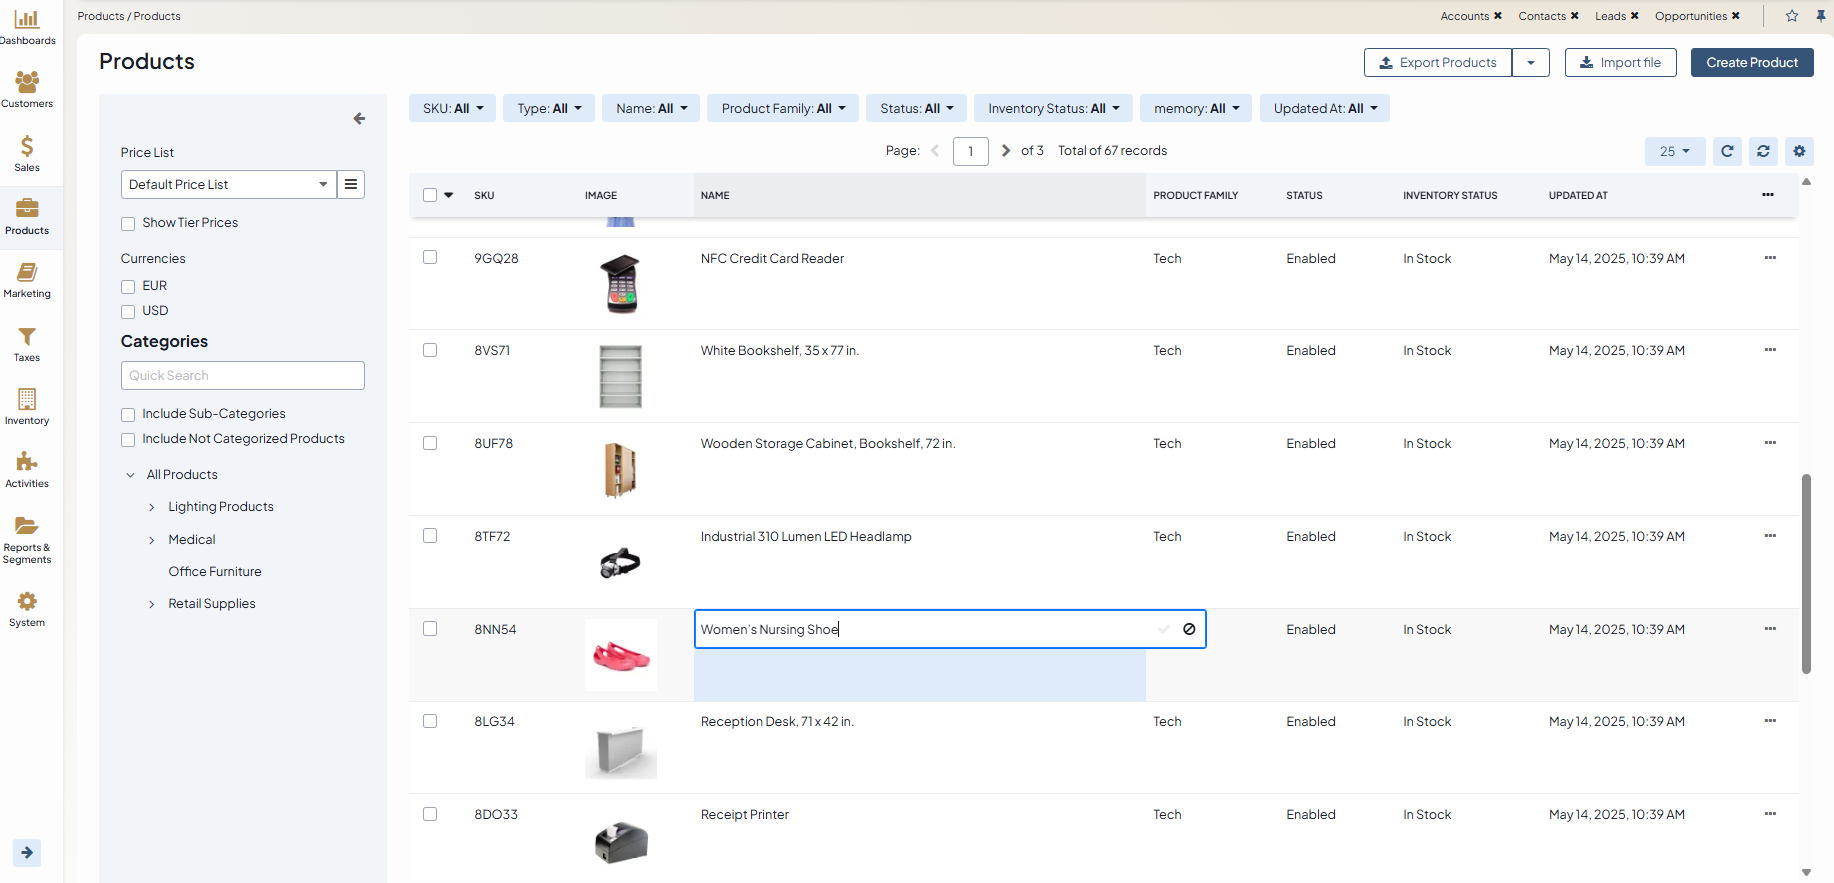 Products / Products
Accounts ✖ Contacts ✖ Leads ✖ Opportunities ✖
Dashboards
Customers
Sales
Products
Marketing
Taxes
Inventory
Activities
Reports &
Segments
System
Products
Export Products
Import file
Create Product
Price List
Default Price List
Show Tier Prices
Currencies
EUR
USD
Categories
Quick Search
Include Sub-Categories
Include Not Categorized Products
All Products
Lighting Products
Medical
Office Furniture
Retail Supplies
SKU: All Type: All Name: All Product Family: All Status: All Inventory Status: All memory: All Updated At: All
Page: 1 of 3 Total of 67 records
25
SKU IMAGE NAME PRODUCT FAMILY STATUS INVENTORY STATUS UPDATED AT
9GQ28 NFC Credit Card Reader Tech Enabled In Stock May 14, 2025, 10:39 AM
8VS71 White Bookshelf, 35 x 77 in. Tech Enabled In Stock May 14, 2025, 10:39 AM
8UF78 Wooden Storage Cabinet, Bookshelf, 72 in. Tech Enabled In Stock May 14, 2025, 10:39 AM
8TF72 Industrial 310 Lumen LED Headlamp Tech Enabled In Stock May 14, 2025, 10:39 AM
8NN54 Women’s Nursing Shoe Enabled In Stock May 14, 2025, 10:39 AM
8LG34 Reception Desk, 71 x 42 in. Tech Enabled In Stock May 14, 2025, 10:39 AM
8DO33 Receipt Printer Tech Enabled In Stock May 14, 2025, 10:39 AM